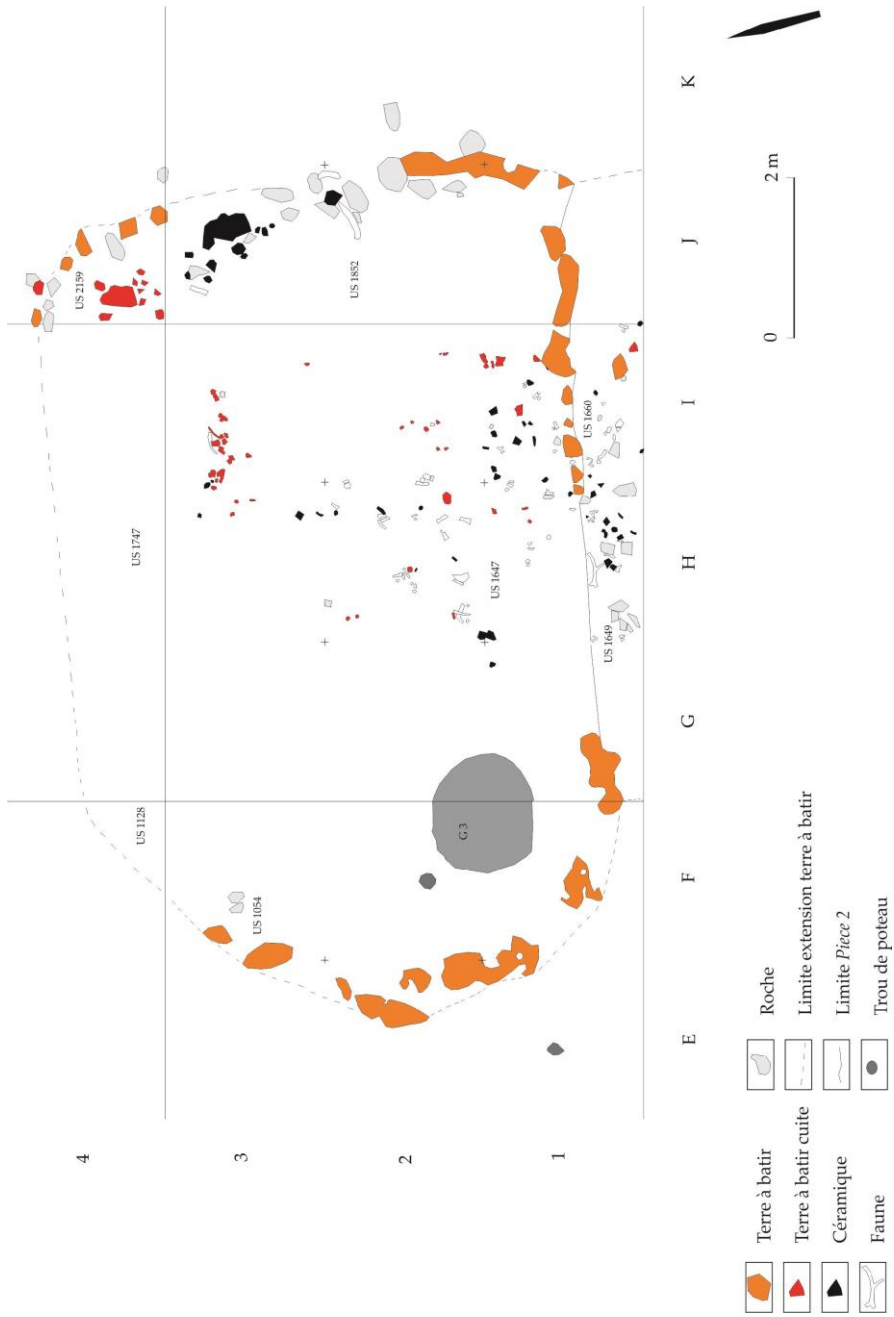 K
J
I
H
G
F
E
4
3
2
1
US 2159
US 1852
US 1747
US 1660
US 1647
US 1649
US 1128
G 3
US 1054
0
2 m
Terre à batir
Terre à batir cuite
Céramique
Faune
Roche
Limite extension terre à batir
Limite Piece 2
Trou de poteau